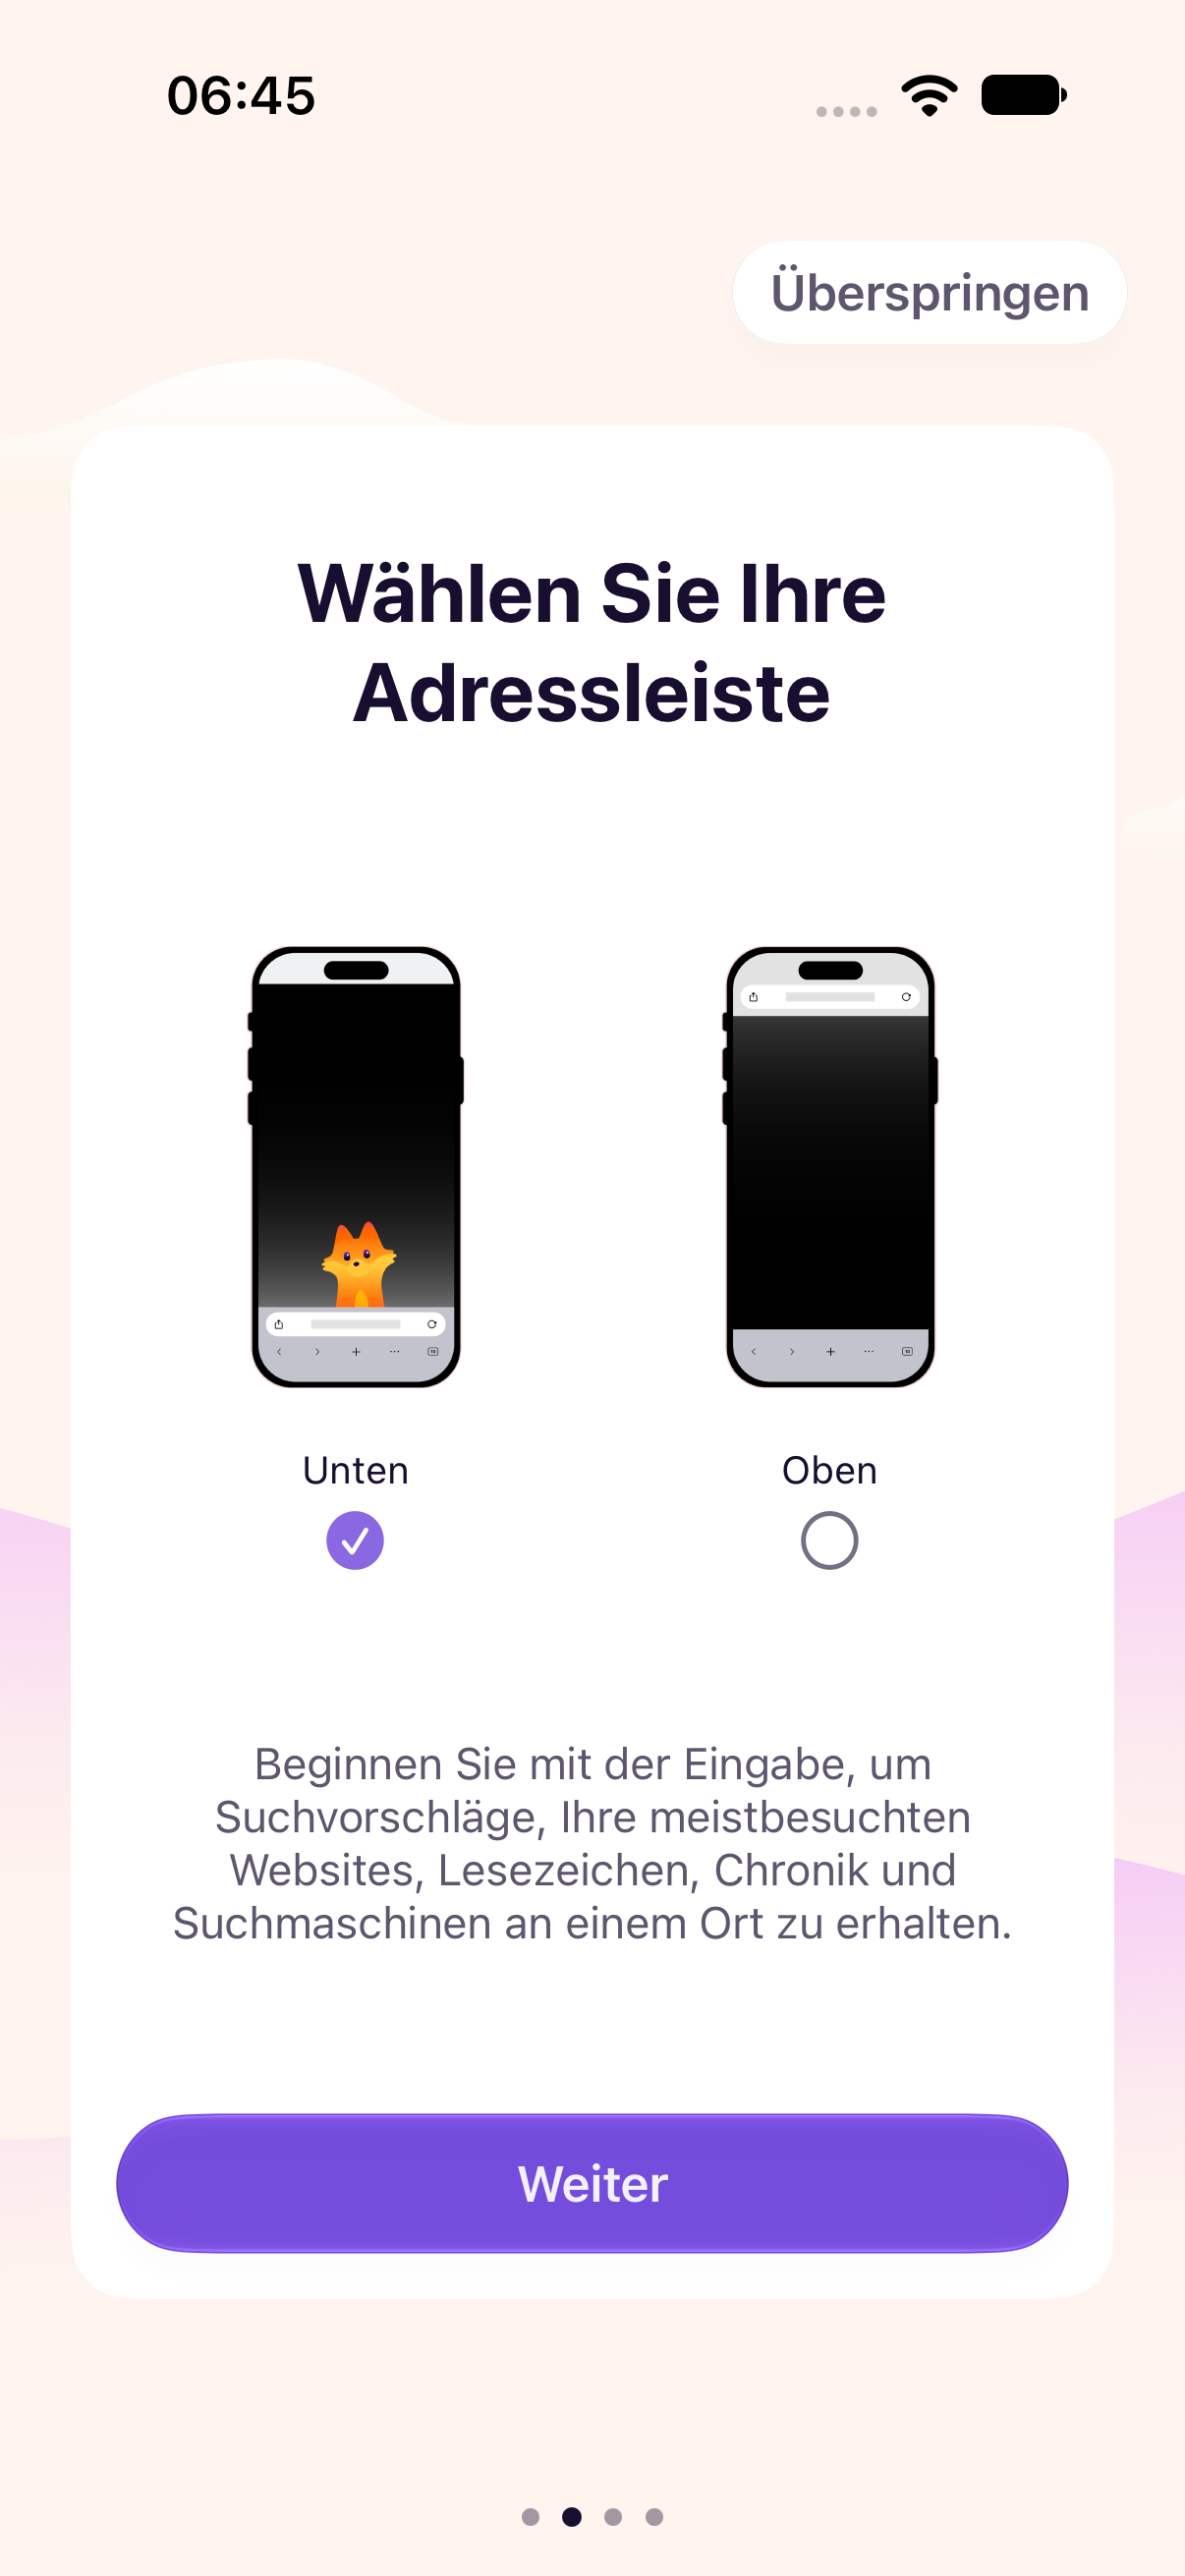 06:45
Überspringen
Wählen Sie Ihre
Adressleiste
Unten
Oben
Beginnen Sie mit der Eingabe, um
Suchvorschläge, Ihre meistbesuchten
Websites, Lesezeichen, Chronik und
Suchmaschinen an einem Ort zu erhalten.
Weiter